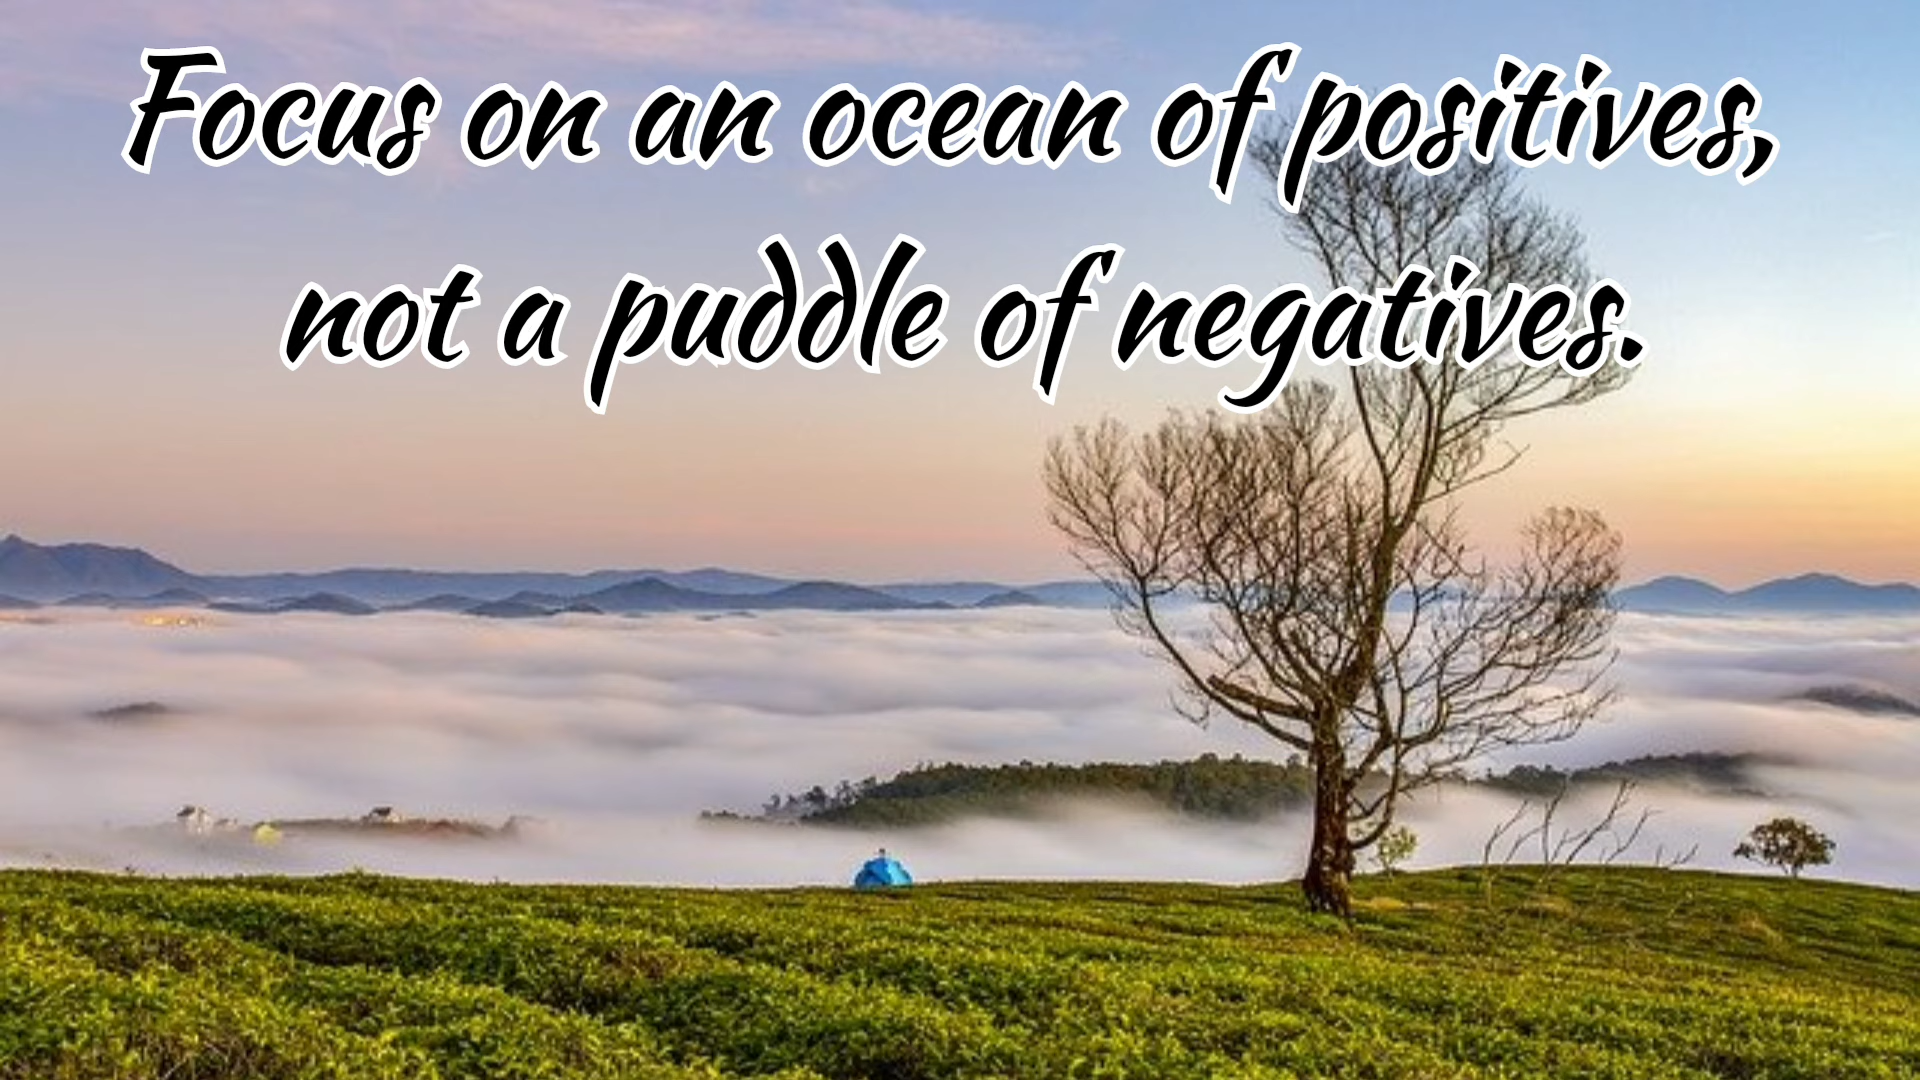 Focus on an ocean of positives,
not a puddle of negatives.